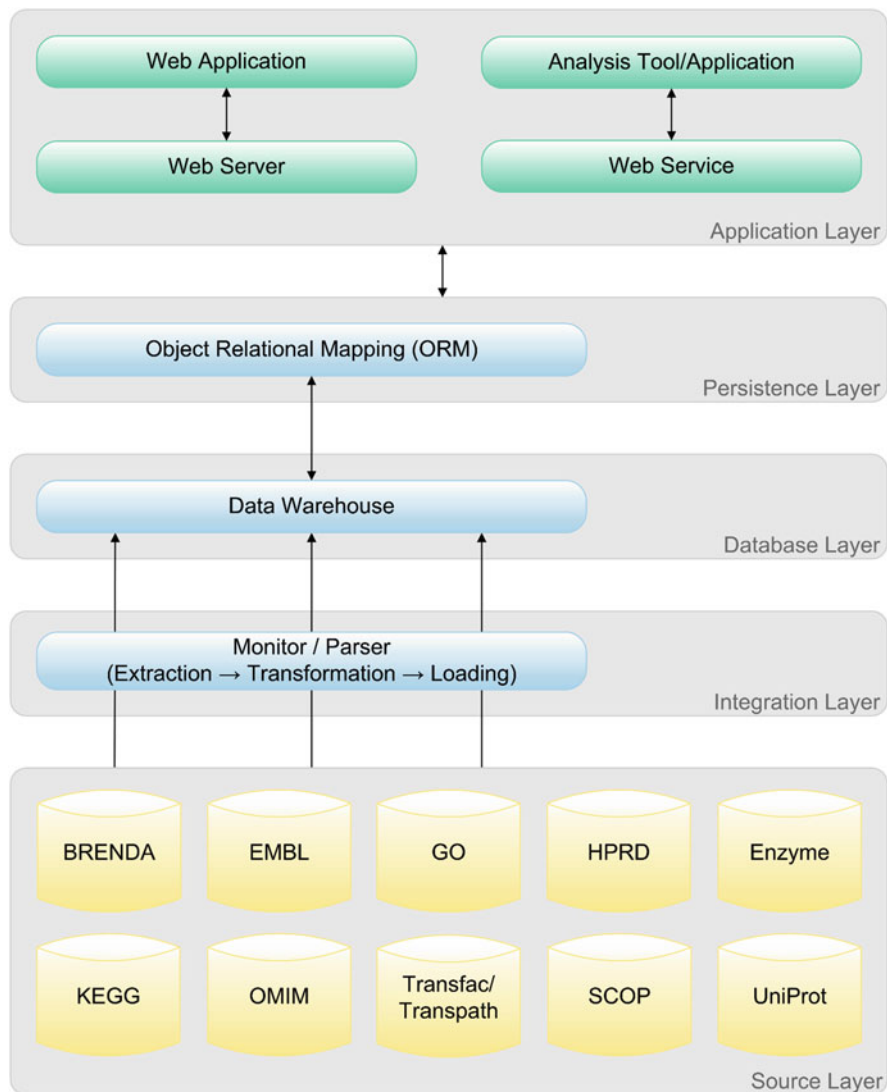 Web Application
Analysis Tool/Application
Web Server
Web Service
Application Layer
Object Relational Mapping (ORM)
Persistence Layer
Data Warehouse
Database Layer
Monitor / Parser
(Extraction → Transformation → Loading)
Integration Layer
BRENDA
EMBL
GO
HPRD
Enzyme
KEGG
OMIM
Transfac/
Transpath
SCOP
UniProt
Source Layer